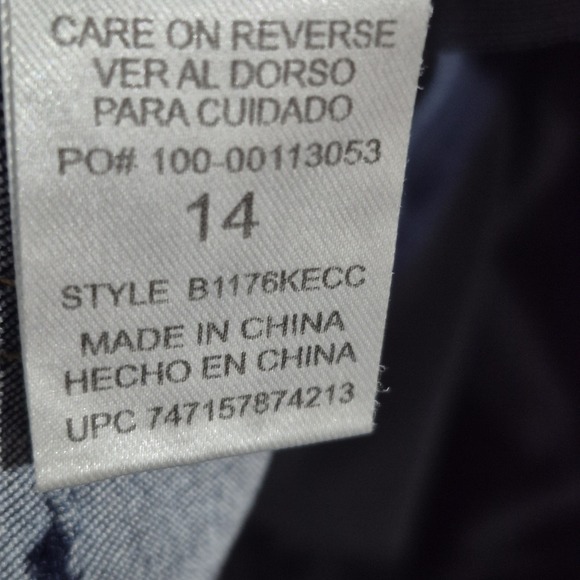 CARE ON REVERSE
VER AL DORSO
PARA CUIDADO
PO# 100-00113053
14
STYLE B1176KECC
MADE IN CHINA
HECHO EN CHINA
UPC 747157874213